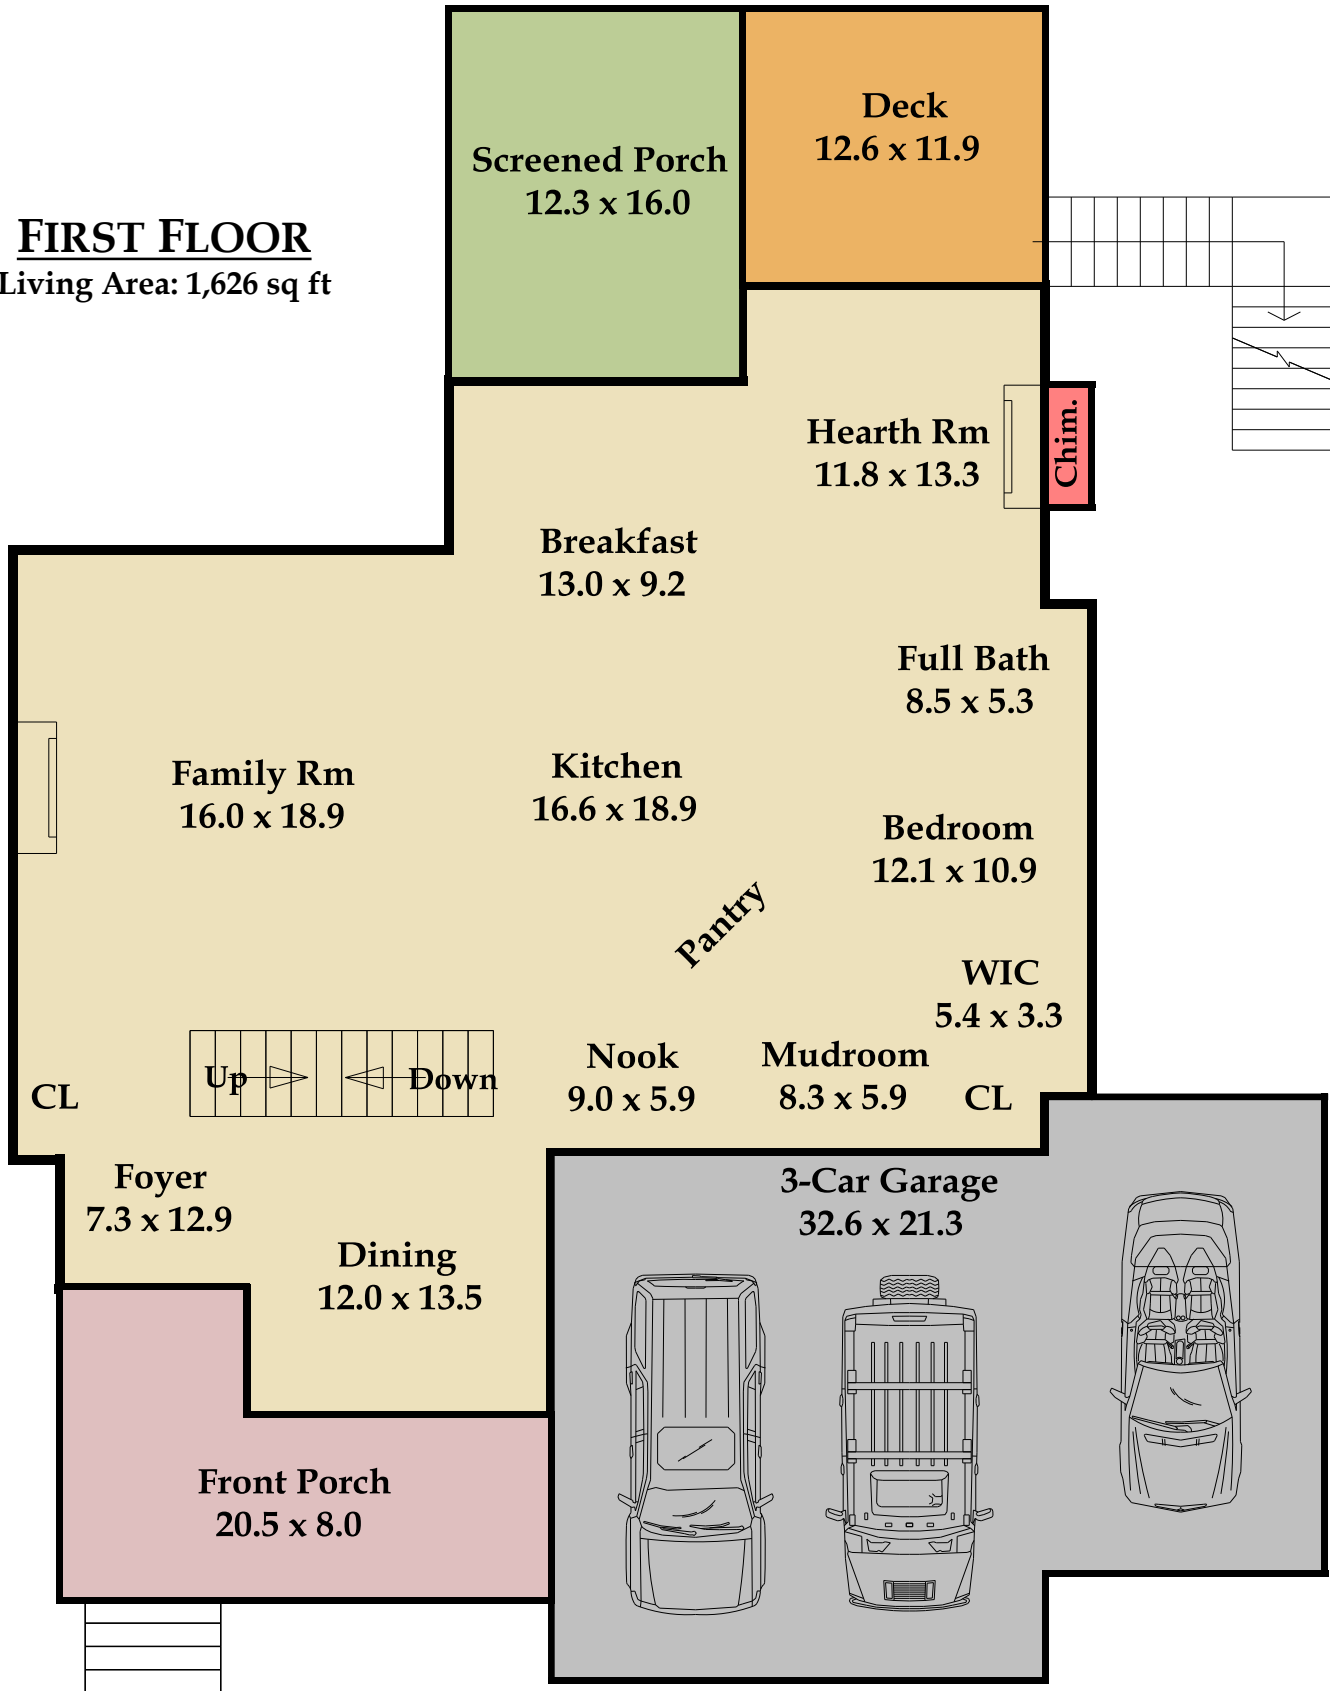 Deck
12.6 x 11.9
Screened Porch
12.3 x 16.0
FIRST FLOOR
Living Area: 1,626 sq ft
Hearth Rm
11.8 x 13.3
Chim.
Breakfast
13.0 x 9.2
Full Bath
8.5 x 5.3
Family Rm
16.0 x 18.9
Kitchen
16.6 x 18.9
Bedroom
12.1 x 10.9
Pantry
WIC
5.4 x 3.3
Up
Down
Nook
9.0 x 5.9
Mudroom
8.3 x 5.9
CL
CL
Foyer
7.3 x 12.9
3-Car Garage
32.6 x 21.3
Dining
12.0 x 13.5
Front Porch
20.5 x 8.0